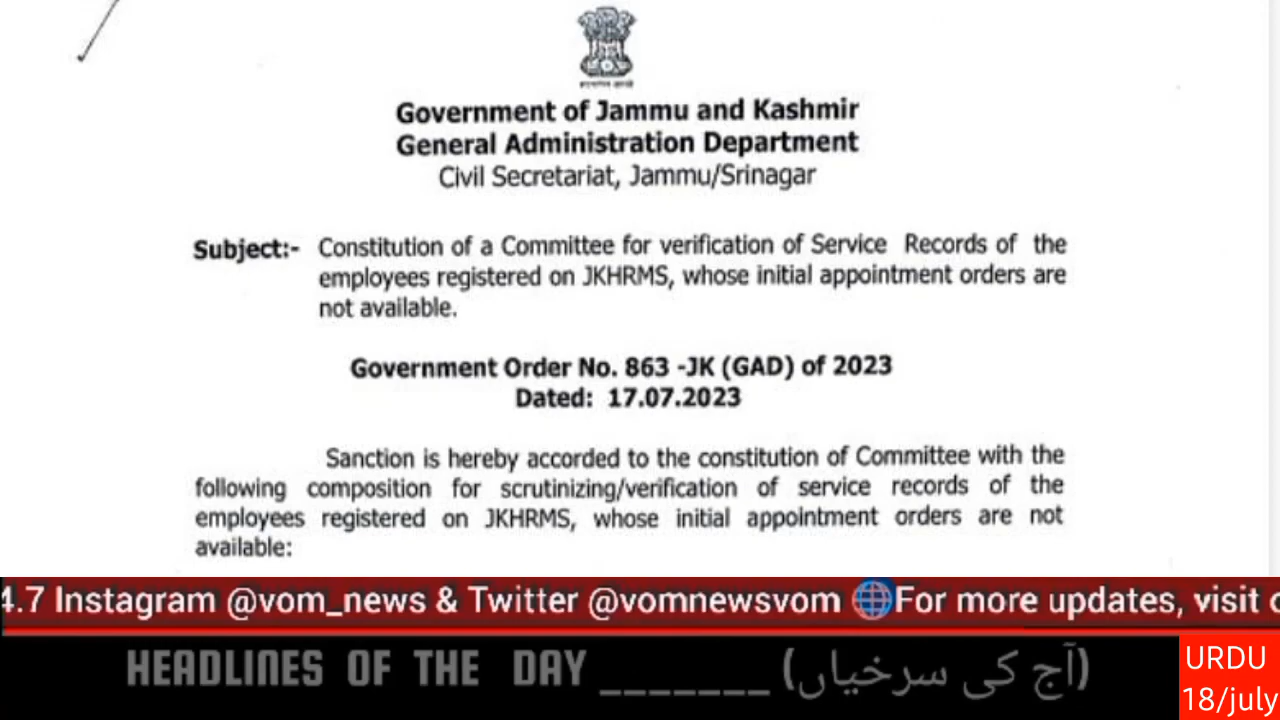 Government of Jammu and Kashmir
General Administration Department
Civil Secretariat, Jammu/Srinagar
Subject:- Constitution of a Committee for verification of Service Records of the
employees registered on JKHRMS, whose initial appointment orders are
not available.
Government Order No. 863 -JK (GAD) of 2023
Dated: 17.07.2023
Sanction is hereby accorded to the constitution of Committee with the
following composition for scrutinizing/verification of service records of the
employees registered on JKHRMS, whose initial appointment orders are not
available:
4.7 Instagram @vom_news & Twitter @vomnewsvom 🌐For more updates, visit
HEADLINES OF THE DAY _______ (آج کی سرخیاں)
URDU
18/july